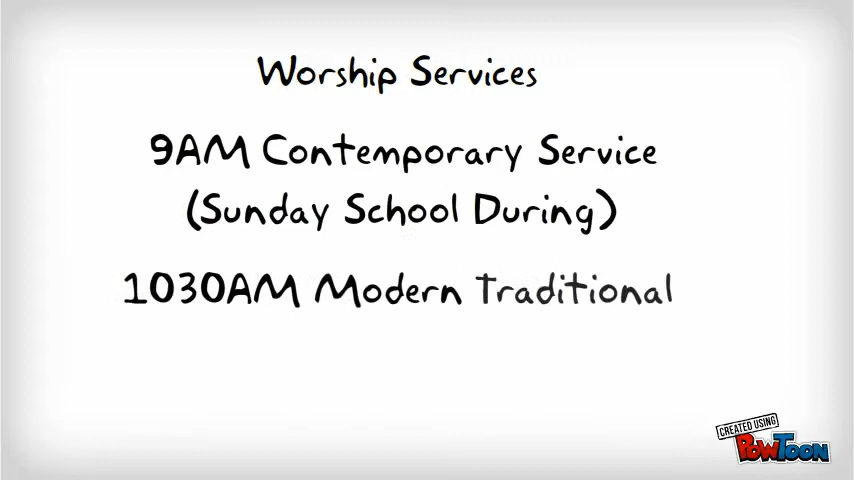 Worship Services
9AM Contemporary Service
(Sunday School During)
1030AM Modern Traditional
CREATED USING
POWTOON